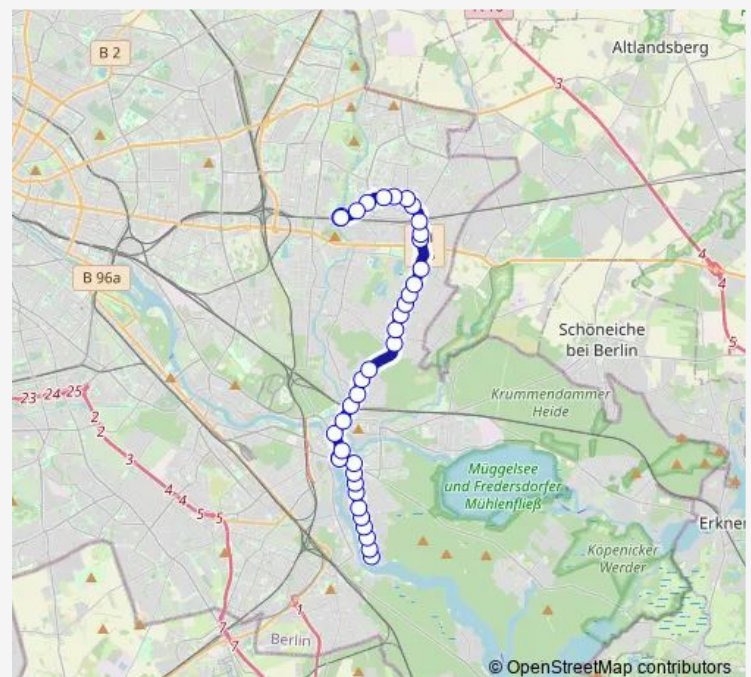 B 2
Altlandsberg
3
4
4
5
B 96a
Schöneiche
bei Berlin
Krummendammer
Heide
23 24 25
2
2
3
4
4
5
5
Müggelsee
und Fredersdorfer
Mühlenfließ
Köpenicker
Werder
1
7
7
Berlin
© OpenStreetMap contributors